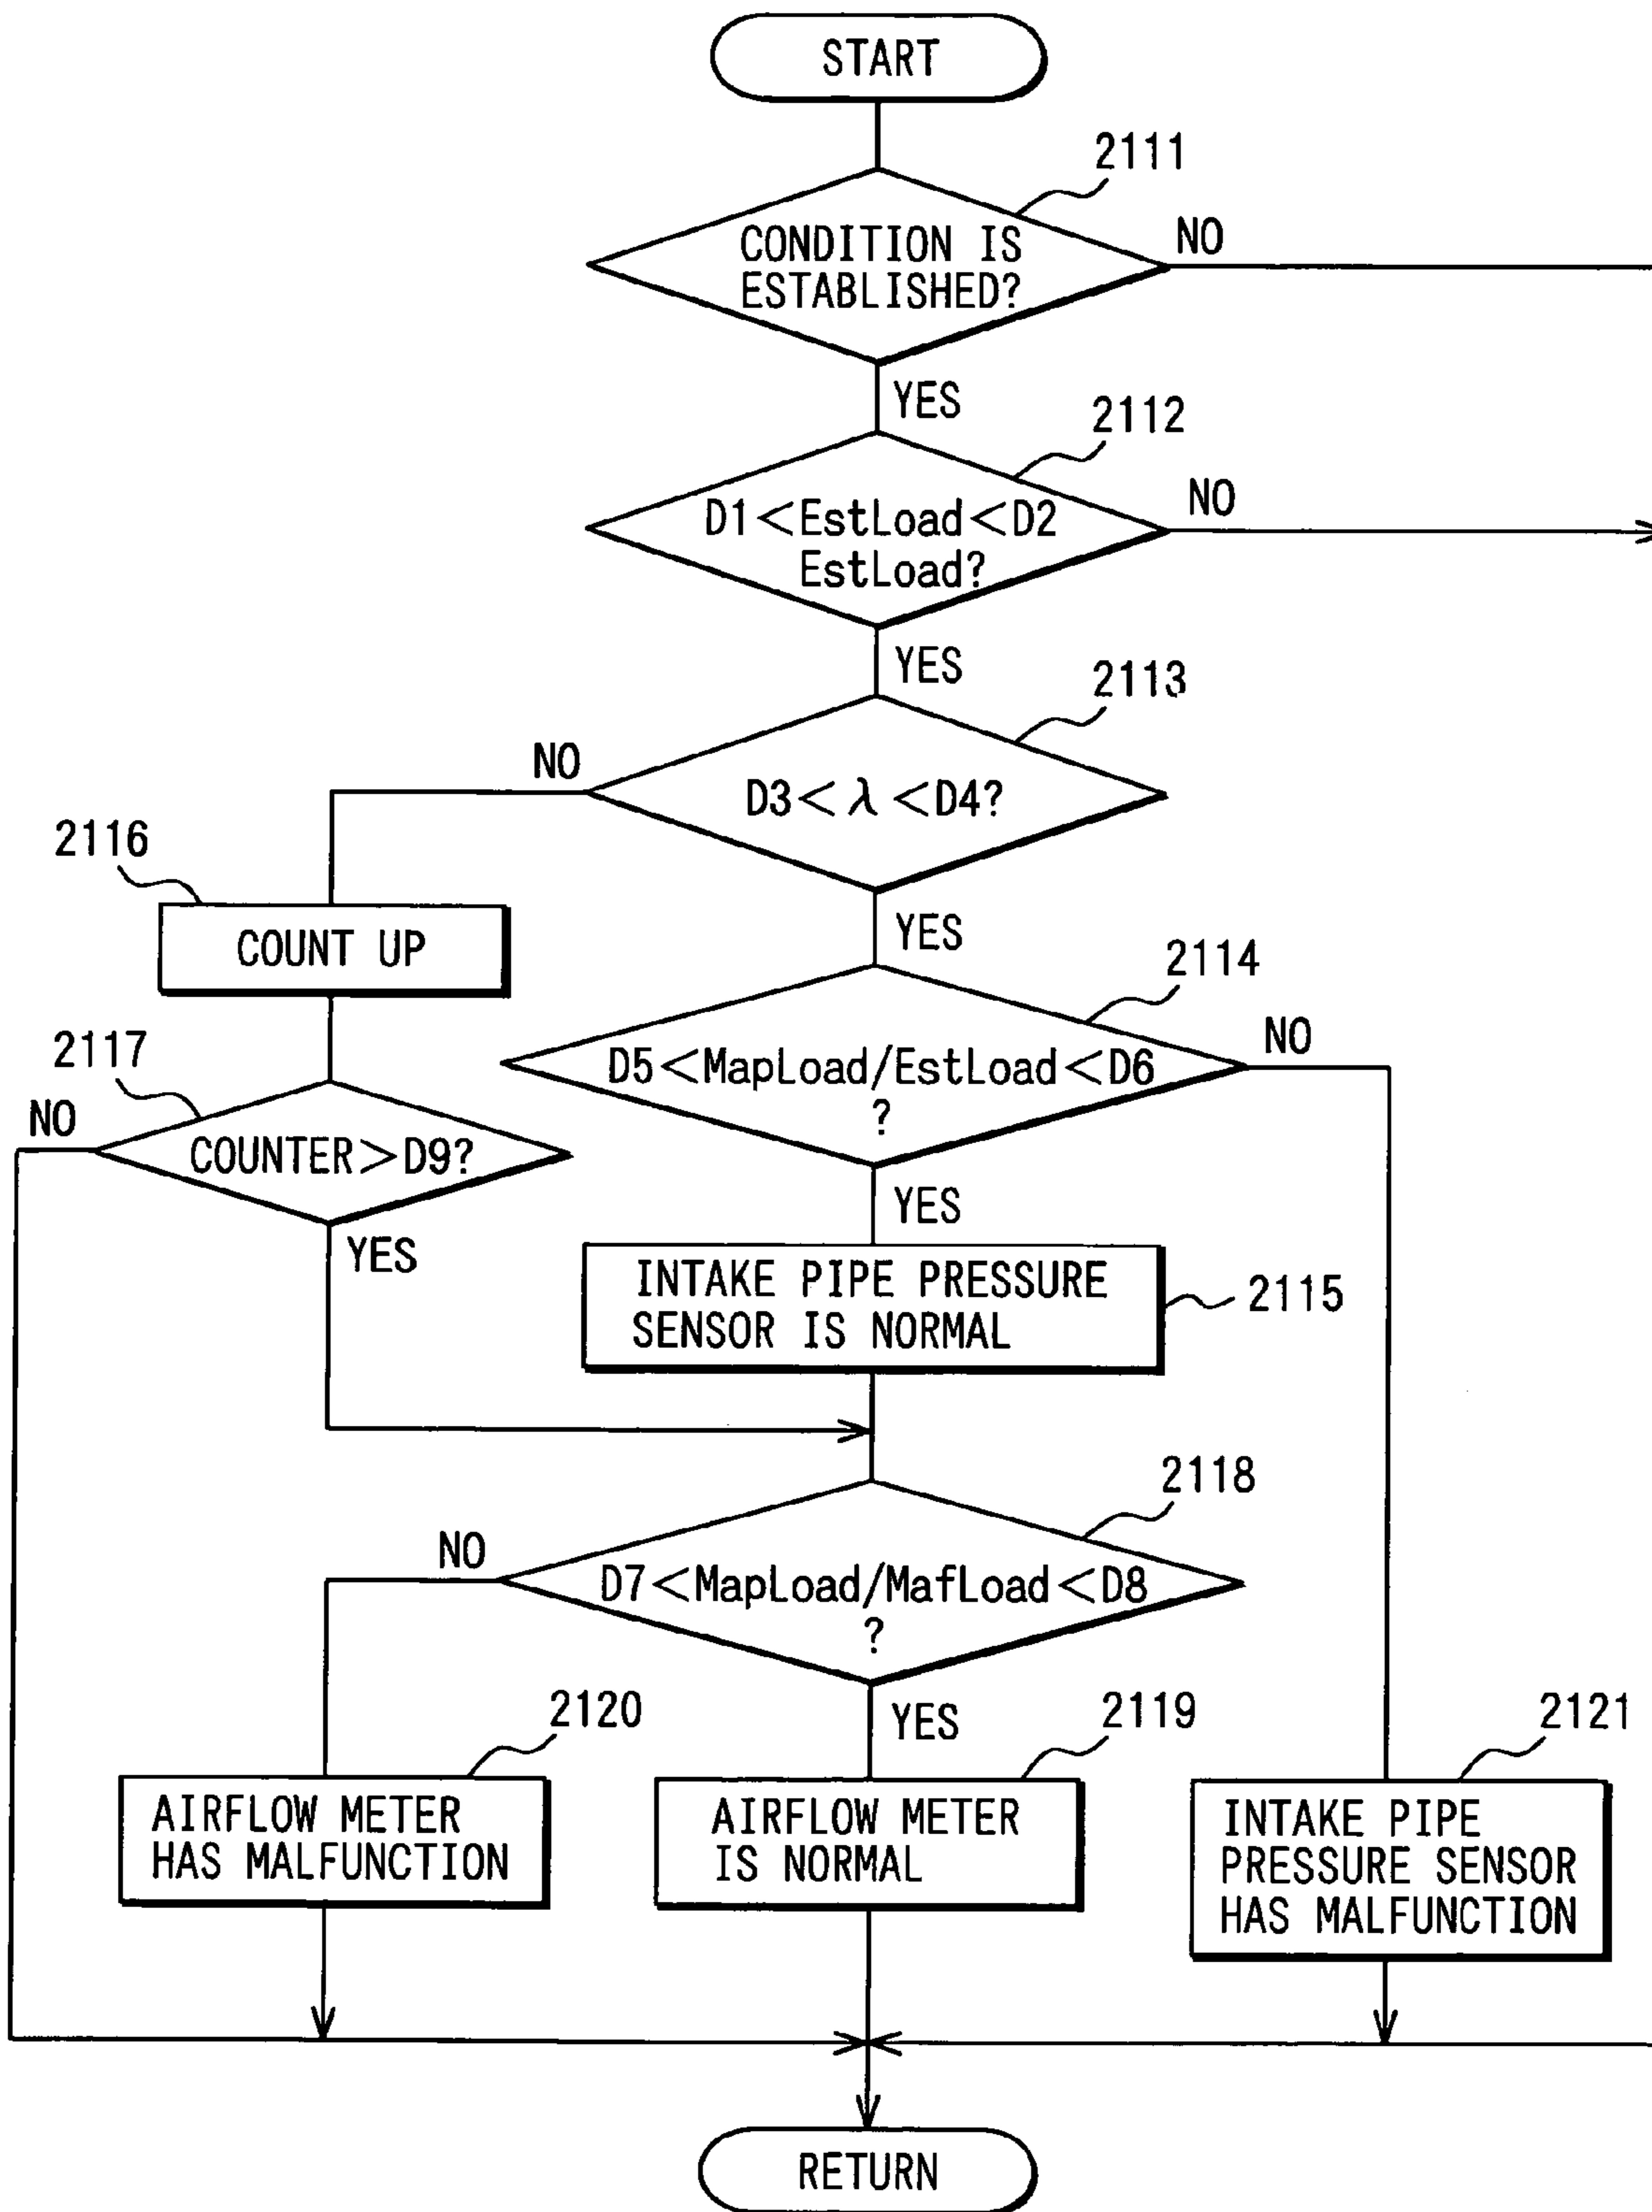 START
2111
CONDITION IS
ESTABLISHED?
NO
YES
2112
D1<EstLoad<D2
EstLoad?
NO
YES
2113
D3<λ<D4?
NO
YES
2116
COUNT UP
2114
D5<MapLoad/EstLoad<D6
?
NO
YES
2117
COUNTER>D9?
NO
YES
INTAKE PIPE PRESSURE
SENSOR IS NORMAL
2115
2118
D7<MapLoad/MafLoad<D8
?
NO
YES
2120
AIRFLOW METER
HAS MALFUNCTION
2119
AIRFLOW METER
IS NORMAL
2121
INTAKE PIPE
PRESSURE SENSOR
HAS MALFUNCTION
RETURN